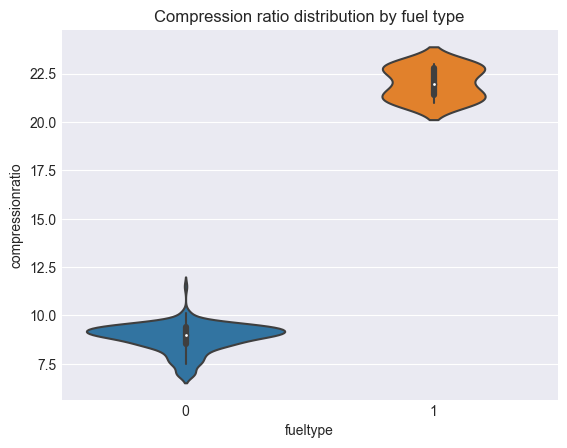 Compression ratio distribution by fuel type
22.5
20.0
17.5
15.0
12.5
10.0
7.5
compressionratio
0 1
fueltype